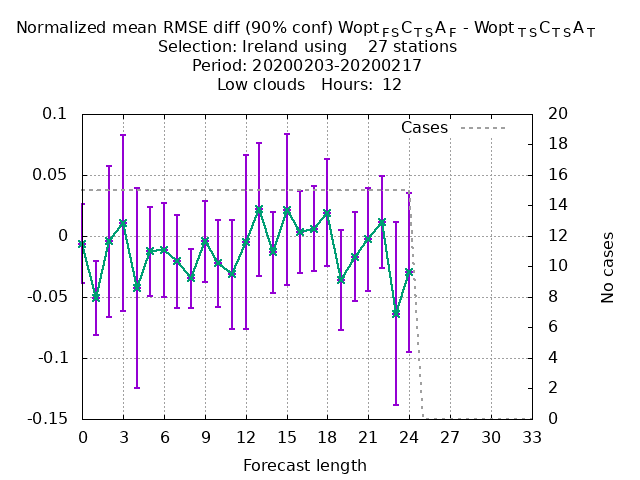 Normalized mean RMSE diff (90% conf) Wopt FS C TS A F - Wopt TS C TS A T
Selection: Ireland using 27 stations
Period: 20200203-20200217
Low clouds Hours: 12
0.1
0.05
0
-0.05
-0.1
-0.15
Cases
20
18
16
14
12
10
8
6
4
2
0
No cases
0 3 6 9 12 15 18 21 24 27 30 33
Forecast length